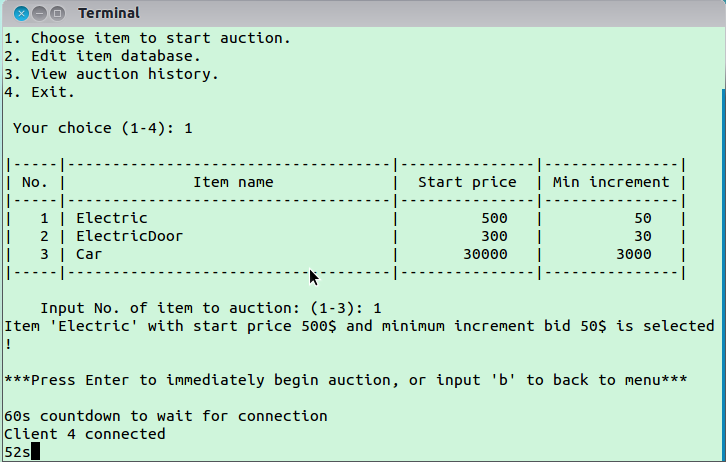 Terminal
1. Choose item to start auction.
2. Edit item database.
3. View auction history.
4. Exit.
 Your choice (1-4): 1
|-----|------------------------------------|---------------|---------------|
| No. |              Item name             |  Start price  | Min increment |
|-----|------------------------------------|---------------|---------------|
|   1 | Electric                           |         500   |          50   |
|   2 | ElectricDoor                       |         300   |          30   |
|   3 | Car                                |       30000   |        3000   |
|-----|------------------------------------|---------------|---------------|
    Input No. of item to auction: (1-3): 1
Item 'Electric' with start price 500$ and minimum increment bid 50$ is selected
!
***Press Enter to immediately begin auction, or input 'b' to back to menu***
60s countdown to wait for connection
Client 4 connected
52s